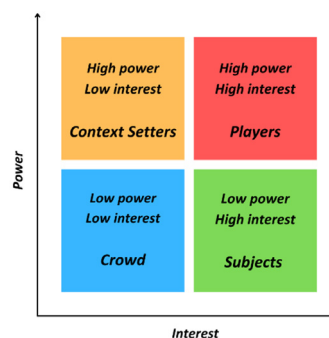 High power
Low interest
Context Setters
High power
High interest
Players
Power
Low power
Low interest
Crowd
Low power
High interest
Subjects
Interest